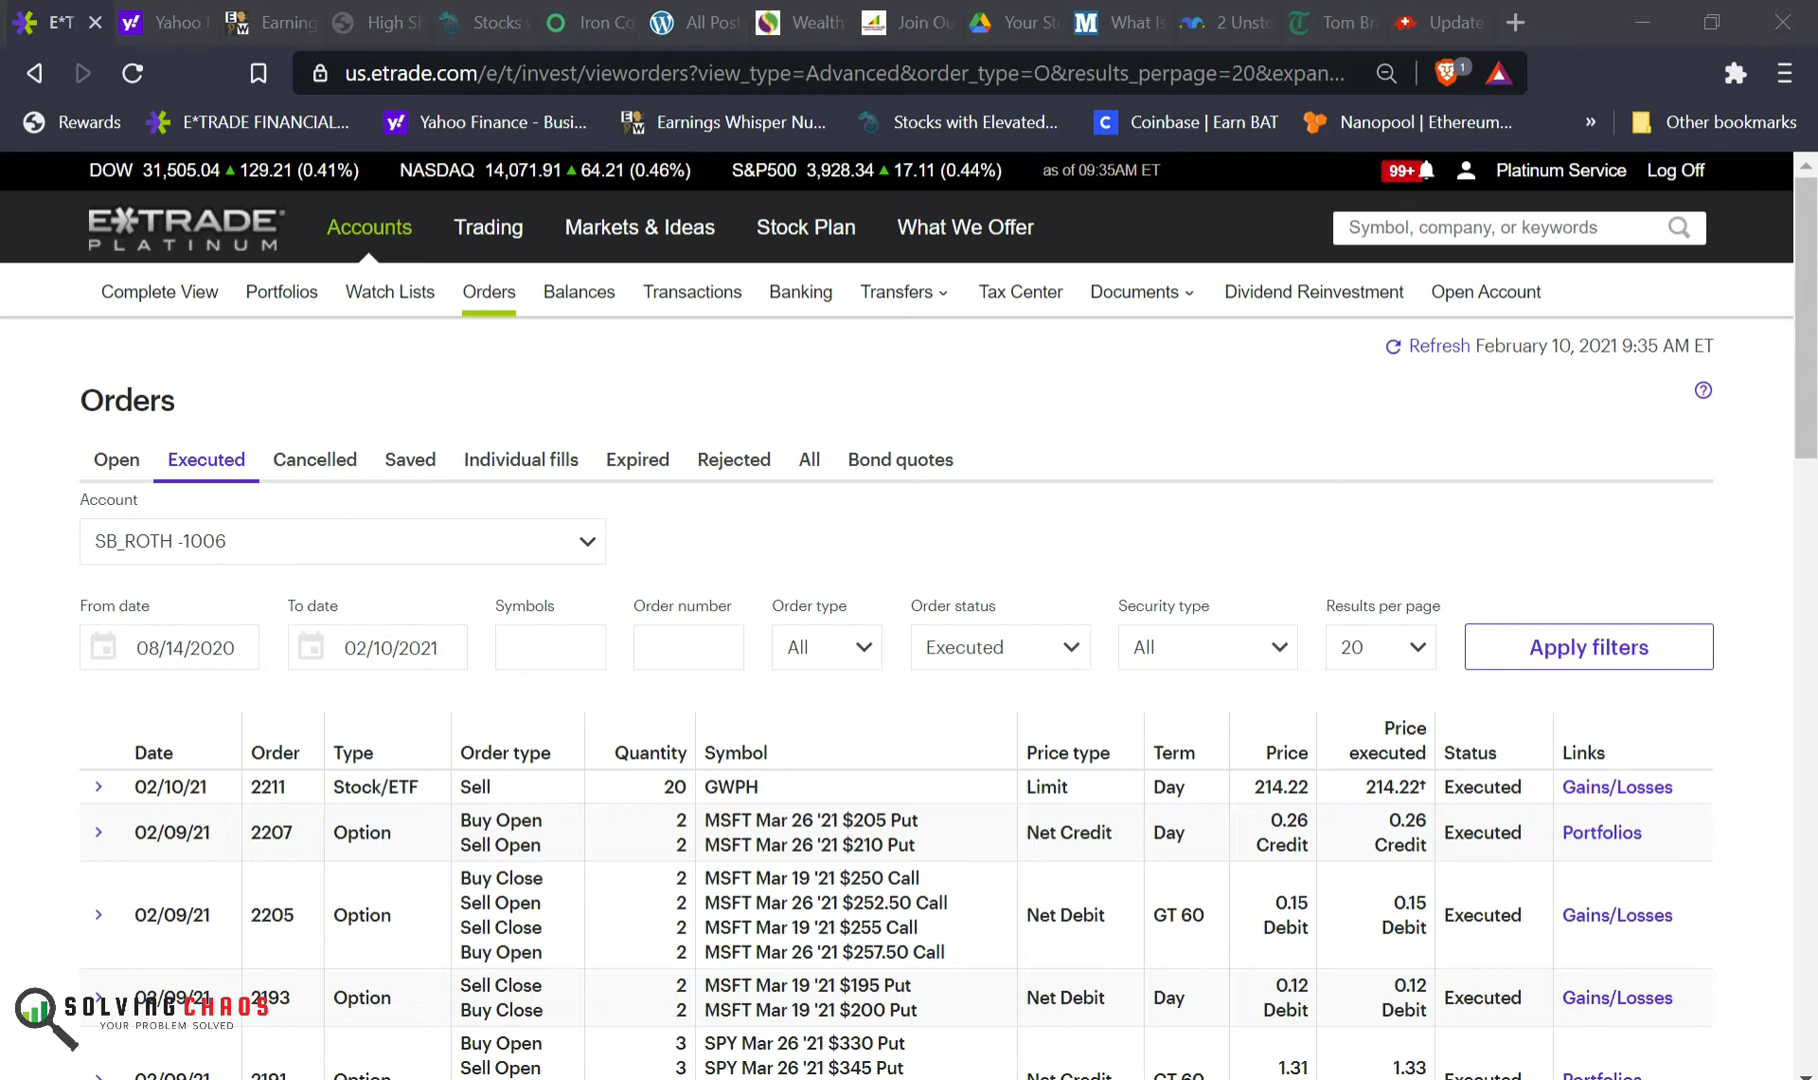 E*T
Yahoo
Earning
High Sh
Stocks
Iron Co
All Post
Wealth
Join Ou
Your St
What Is
2 Unsto
Tom Br
Update
us.etrade.com/e/t/invest/vieworders?view_type=Advanced&order_type=O&results_perpage=20&expan...
1
Rewards
E*TRADE FINANCIAL...
Yahoo Finance - Busi...
Earnings Whisper Nu...
Stocks with Elevated...
Coinbase | Earn BAT
Nanopool | Ethereum...
»
Other bookmarks
DOW 31,505.04 ▲ 129.21 (0.41%) NASDAQ 14,071.91 ▲ 64.21 (0.46%) S&P500 3,928.34 ▲ 17.11 (0.44%) as of 09:35AM ET 99+ Platinum Service Log Off
E*TRADE
PLATINUM
Accounts Trading Markets & Ideas Stock Plan What We Offer
Symbol, company, or keywords
Complete View Portfolios Watch Lists Orders Balances Transactions Banking Transfers Tax Center Documents Dividend Reinvestment Open Account
Refresh February 10, 2021 9:35 AM ET
Orders
Open Executed Cancelled Saved Individual fills Expired Rejected All Bond quotes
Account
SB_ROTH -1006
From date To date Symbols Order number Order type Order status Security type Results per page
08/14/2020 02/10/2021 All Executed All 20 Apply filters
Date Order Type Order type Quantity Symbol Price type Term Price Price executed Status Links
02/10/21 2211 Stock/ETF Sell 20 GWPH Limit Day 214.22 214.22† Executed Gains/Losses
02/09/21 2207 Option Buy Open 2 MSFT Mar 26 '21 $205 Put Net Credit Day 0.26 0.26 Executed Portfolios
Sell Open 2 MSFT Mar 26 '21 $210 Put Credit Credit
Buy Close 2 MSFT Mar 19 '21 $250 Call
02/09/21 2205 Option Sell Open 2 MSFT Mar 26 '21 $252.50 Call Net Debit GT 60 0.15 0.15 Executed Gains/Losses
Sell Close 2 MSFT Mar 19 '21 $255 Call Debit Debit
Buy Open 2 MSFT Mar 26 '21 $257.50 Call
02/09/21 2193 Option Sell Close 2 MSFT Mar 19 '21 $195 Put Net Debit Day 0.12 0.12 Executed Gains/Losses
Buy Close 2 MSFT Mar 19 '21 $200 Put Debit Debit
Buy Open 3 SPY Mar 26 '21 $330 Put
Sell Open 3 SPY Mar 26 '21 $345 Put 1.31 1.33
02/09/21 2191 Option Net Credit GT 60 Executed Portfolios
SOLVING CHAOS
YOUR PROBLEM SOLVED